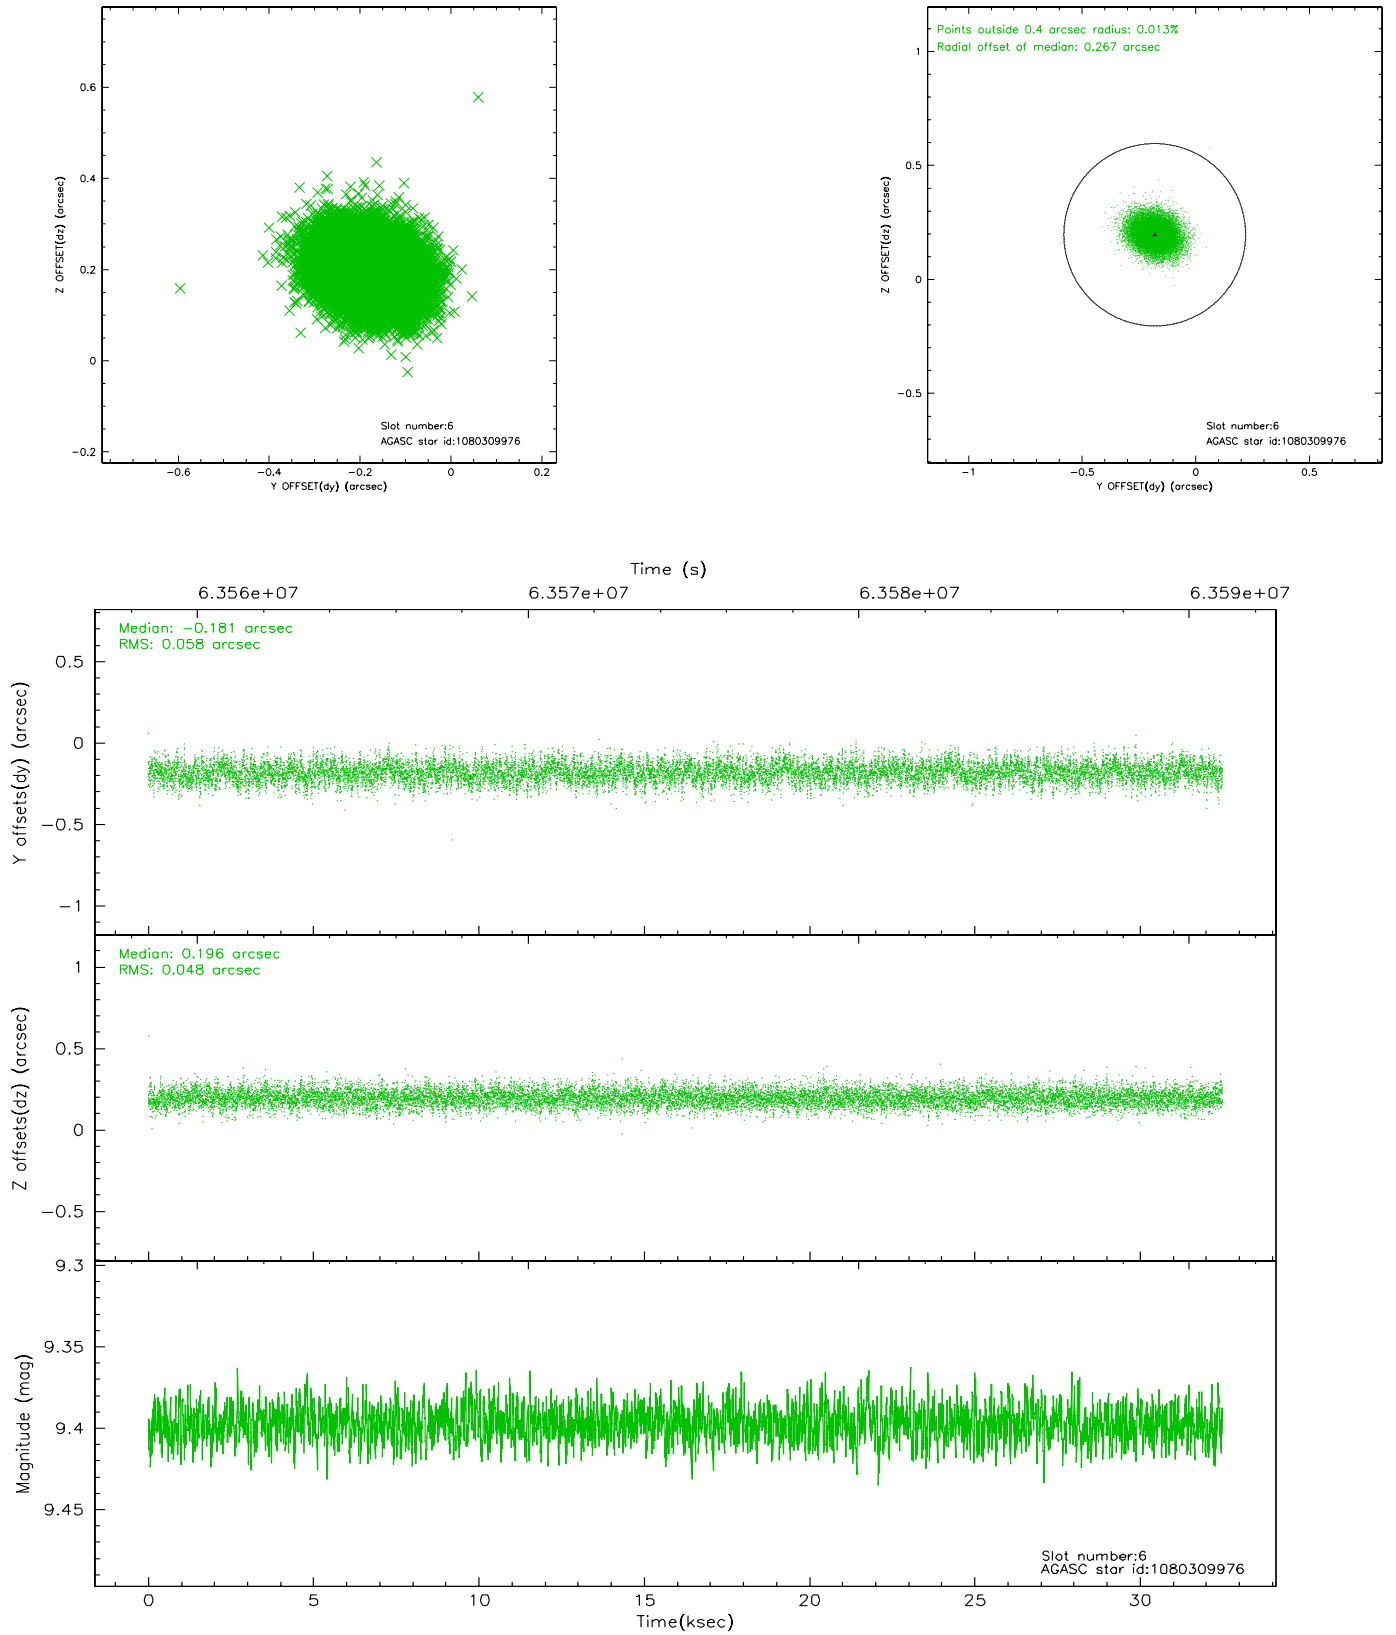 0.6
0.4
0.2
0
−0.2
Z OFFSET(dz) (arcsec)
Slot number:6
AGASC star id:1080309976
−0.6 −0.4 −0.2 0 0.2
Y OFFSET(dy) (arcsec)
Points outside 0.4 arcsec radius: 0.013%
Radial offset of median: 0.267 arcsec
1
0.5
0
−0.5
Z OFFSET(dz) (arcsec)
Slot number:6
AGASC star id:1080309976
−1 −0.5 0 0.5
Y OFFSET(dy) (arcsec)
Time (s)
6.356e+07 6.357e+07 6.358e+07 6.359e+07
Median: −0.181 arcsec
RMS: 0.058 arcsec
0.5
0
−0.5
−1
Y offsets(dy) (arcsec)
Median: 0.196 arcsec
RMS: 0.048 arcsec
1
0.5
0
−0.5
Z offsets(dz) (arcsec)
9.3
9.35
9.4
9.45
Magnitude (mag)
Slot number:6
AGASC star id:1080309976
0 5 10 15 20 25 30
Time(ksec)